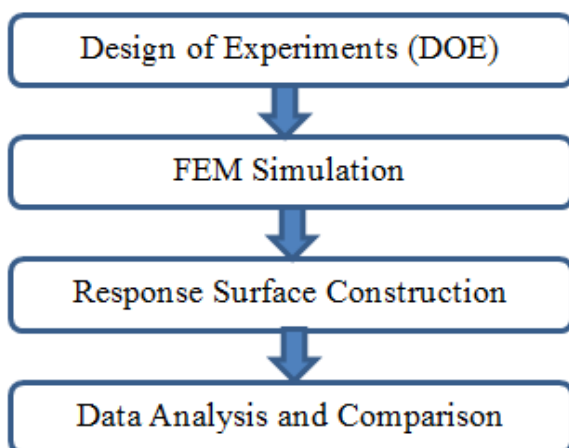 Design of Experiments (DOE)
FEM Simulation
Response Surface Construction
Data Analysis and Comparison